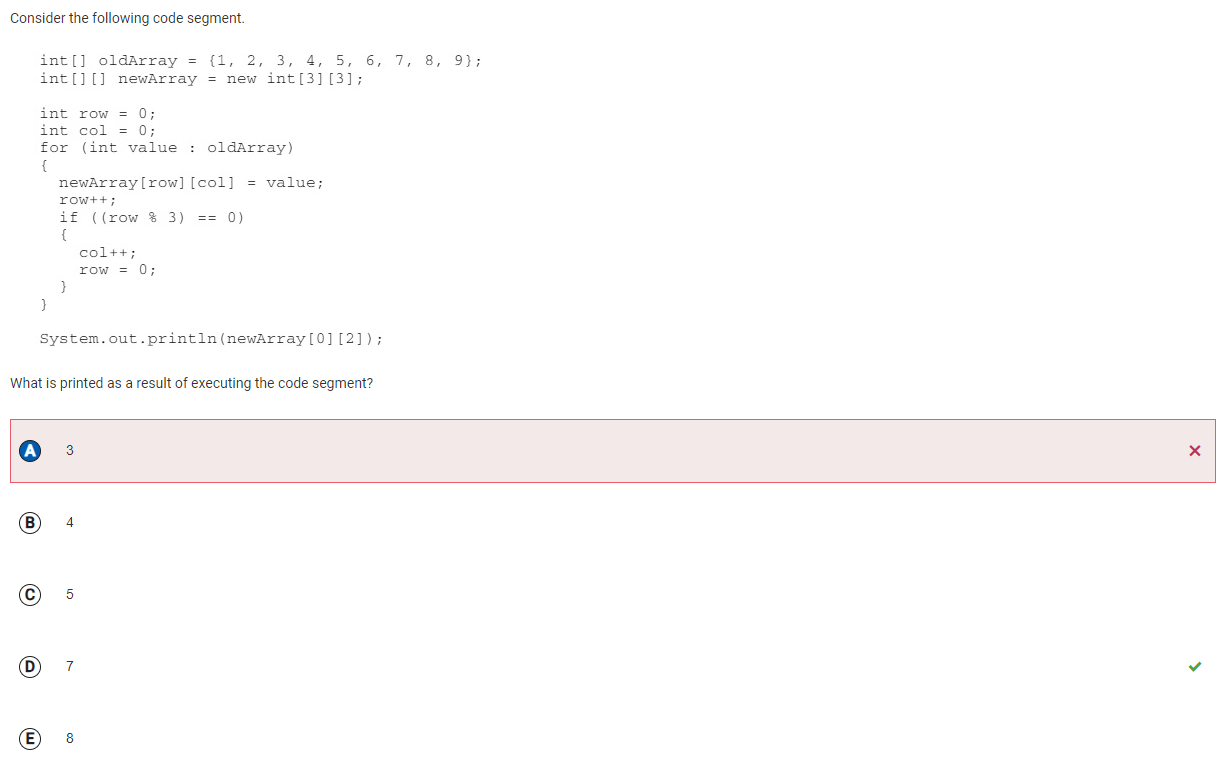 Consider the following code segment.
int[] oldArray = {1, 2, 3, 4, 5, 6, 7, 8, 9};
int[][] newArray = new int[3][3];
int row = 0;
int col = 0;
for (int value : oldArray)
{
newArray[row][col] = value;
row++;
if ((row % 3) == 0)
{
col++;
row = 0;
}
}
System.out.println(newArray[0][2]);
What is printed as a result of executing the code segment?
A 3
B 4
C 5
D 7
E 8